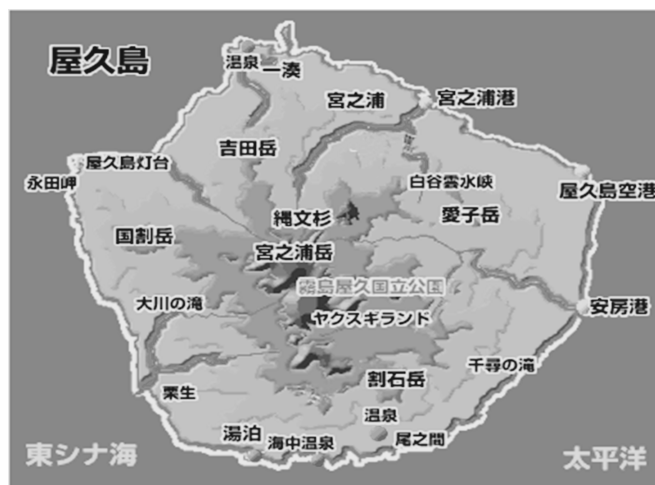 屋久島
温泉
一湊
宮之浦
宮之浦港
吉田岳
屋久島灯台
永田岬
白谷雲水峡
屋久島空港
縄文杉
愛子岳
国割岳
宮之浦岳
霧島屋久国立公園
大川の滝
ヤクスギランド
安房港
千尋の滝
割石岳
栗生
温泉
湯泊
海中温泉
尾之間
東シナ海
太平洋